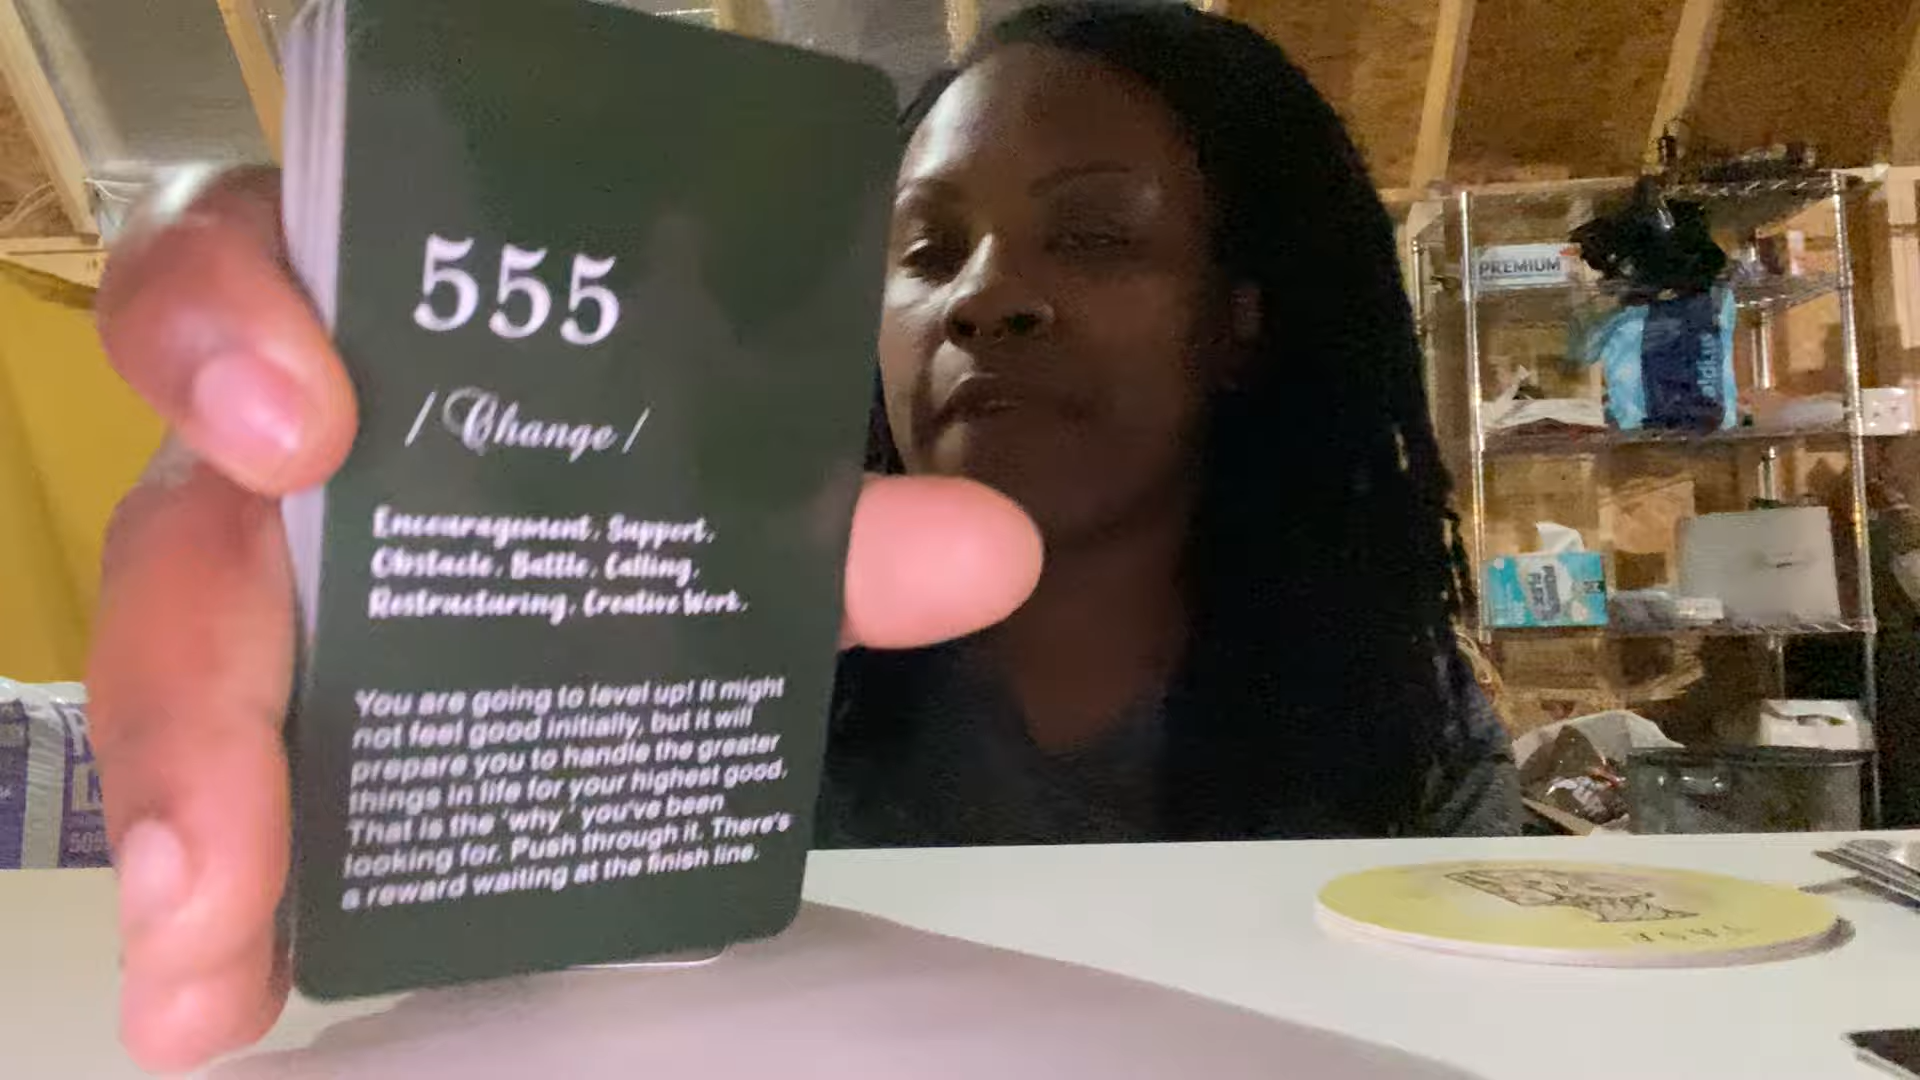 555
/ Change /
Encouragement, Support,
Obstacle, Battle, Calling,
Restructuring, Creative Work.
You are going to level up! It might
not feel good initially, but it will
prepare you to handle the greater
things in life for your highest good.
That is the 'why' you've been
looking for. Push through it. There's
a reward waiting at the finish line.
PREMIUM